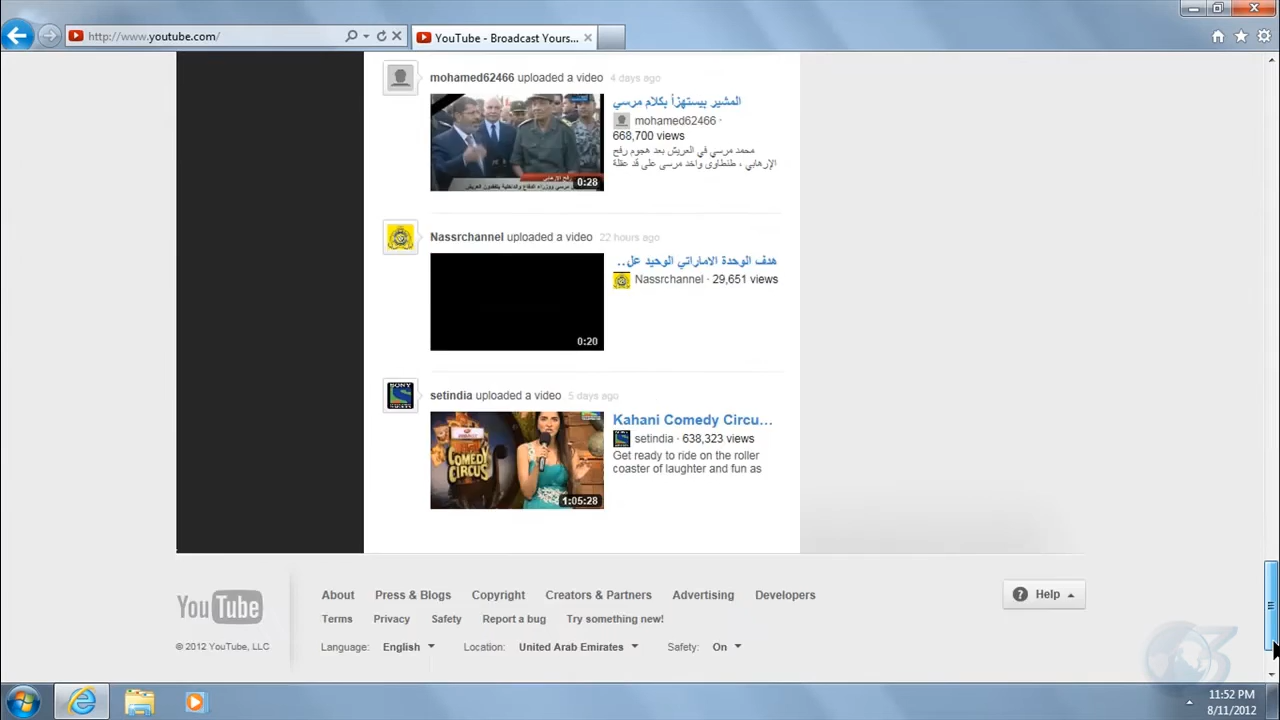 http://www.youtube.com/
YouTube - Broadcast Yours...
mohamed62466 uploaded a video 4 days ago
المشير بيستهزأ بكلام مرسي
mohamed62466 ·
668,700 views
محمد مرسي في العريش بعد هجوم رفح
الإرهابي ، طنطاوى واخد مرسى على قد عقلة
0:28
Nassrchannel uploaded a video 22 hours ago
هدف الوحدة الاماراتي الوحيد عل...
Nassrchannel · 29,651 views
0:20
setindia uploaded a video 5 days ago
Kahani Comedy Circu...
setindia · 638,323 views
Get ready to ride on the roller
coaster of laughter and fun as
SONY
COMEDY
CIRCUS
1:05:28
YouTube
About Press & Blogs Copyright Creators & Partners Advertising Developers
Help
Terms Privacy Safety Report a bug Try something new!
© 2012 YouTube, LLC
Language: English Location: United Arab Emirates Safety: On
11:52 PM
8/11/2012